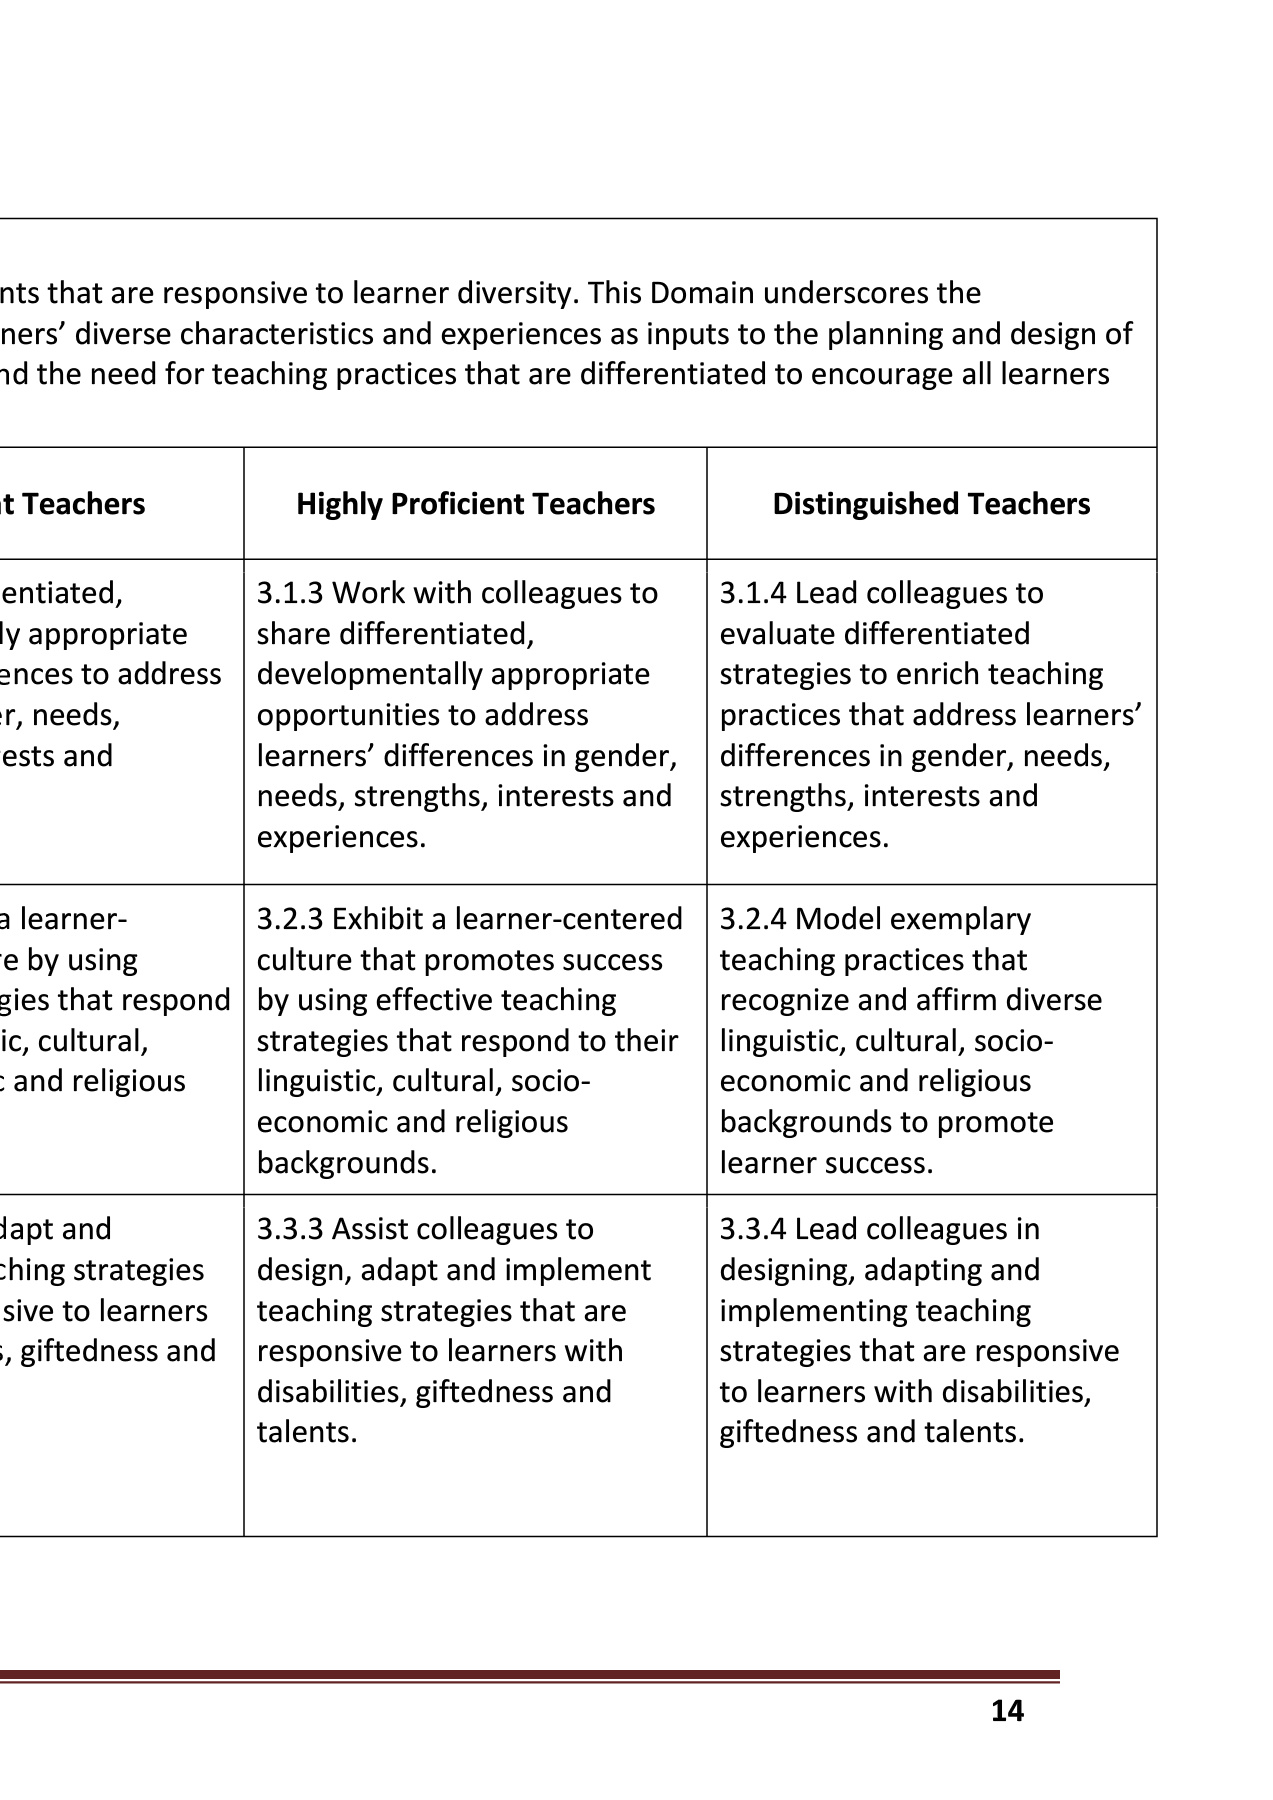 nts that are responsive to learner diversity. This Domain underscores the
ners’ diverse characteristics and experiences as inputs to the planning and design of
nd the need for teaching practices that are differentiated to encourage all learners
t Teachers
Highly Proficient Teachers
Distinguished Teachers
entiated,
ly appropriate
ences to address
er, needs,
ests and
3.1.3 Work with colleagues to
share differentiated,
developmentally appropriate
opportunities to address
learners’ differences in gender,
needs, strengths, interests and
experiences.
3.1.4 Lead colleagues to
evaluate differentiated
strategies to enrich teaching
practices that address learners’
differences in gender, needs,
strengths, interests and
experiences.
a learner-
re by using
gies that respond
ic, cultural,
c and religious
3.2.3 Exhibit a learner-centered
culture that promotes success
by using effective teaching
strategies that respond to their
linguistic, cultural, socio-
economic and religious
backgrounds.
3.2.4 Model exemplary
teaching practices that
recognize and affirm diverse
linguistic, cultural, socio-
economic and religious
backgrounds to promote
learner success.
dapt and
ching strategies
sive to learners
s, giftedness and
3.3.3 Assist colleagues to
design, adapt and implement
teaching strategies that are
responsive to learners with
disabilities, giftedness and
talents.
3.3.4 Lead colleagues in
designing, adapting and
implementing teaching
strategies that are responsive
to learners with disabilities,
giftedness and talents.
14